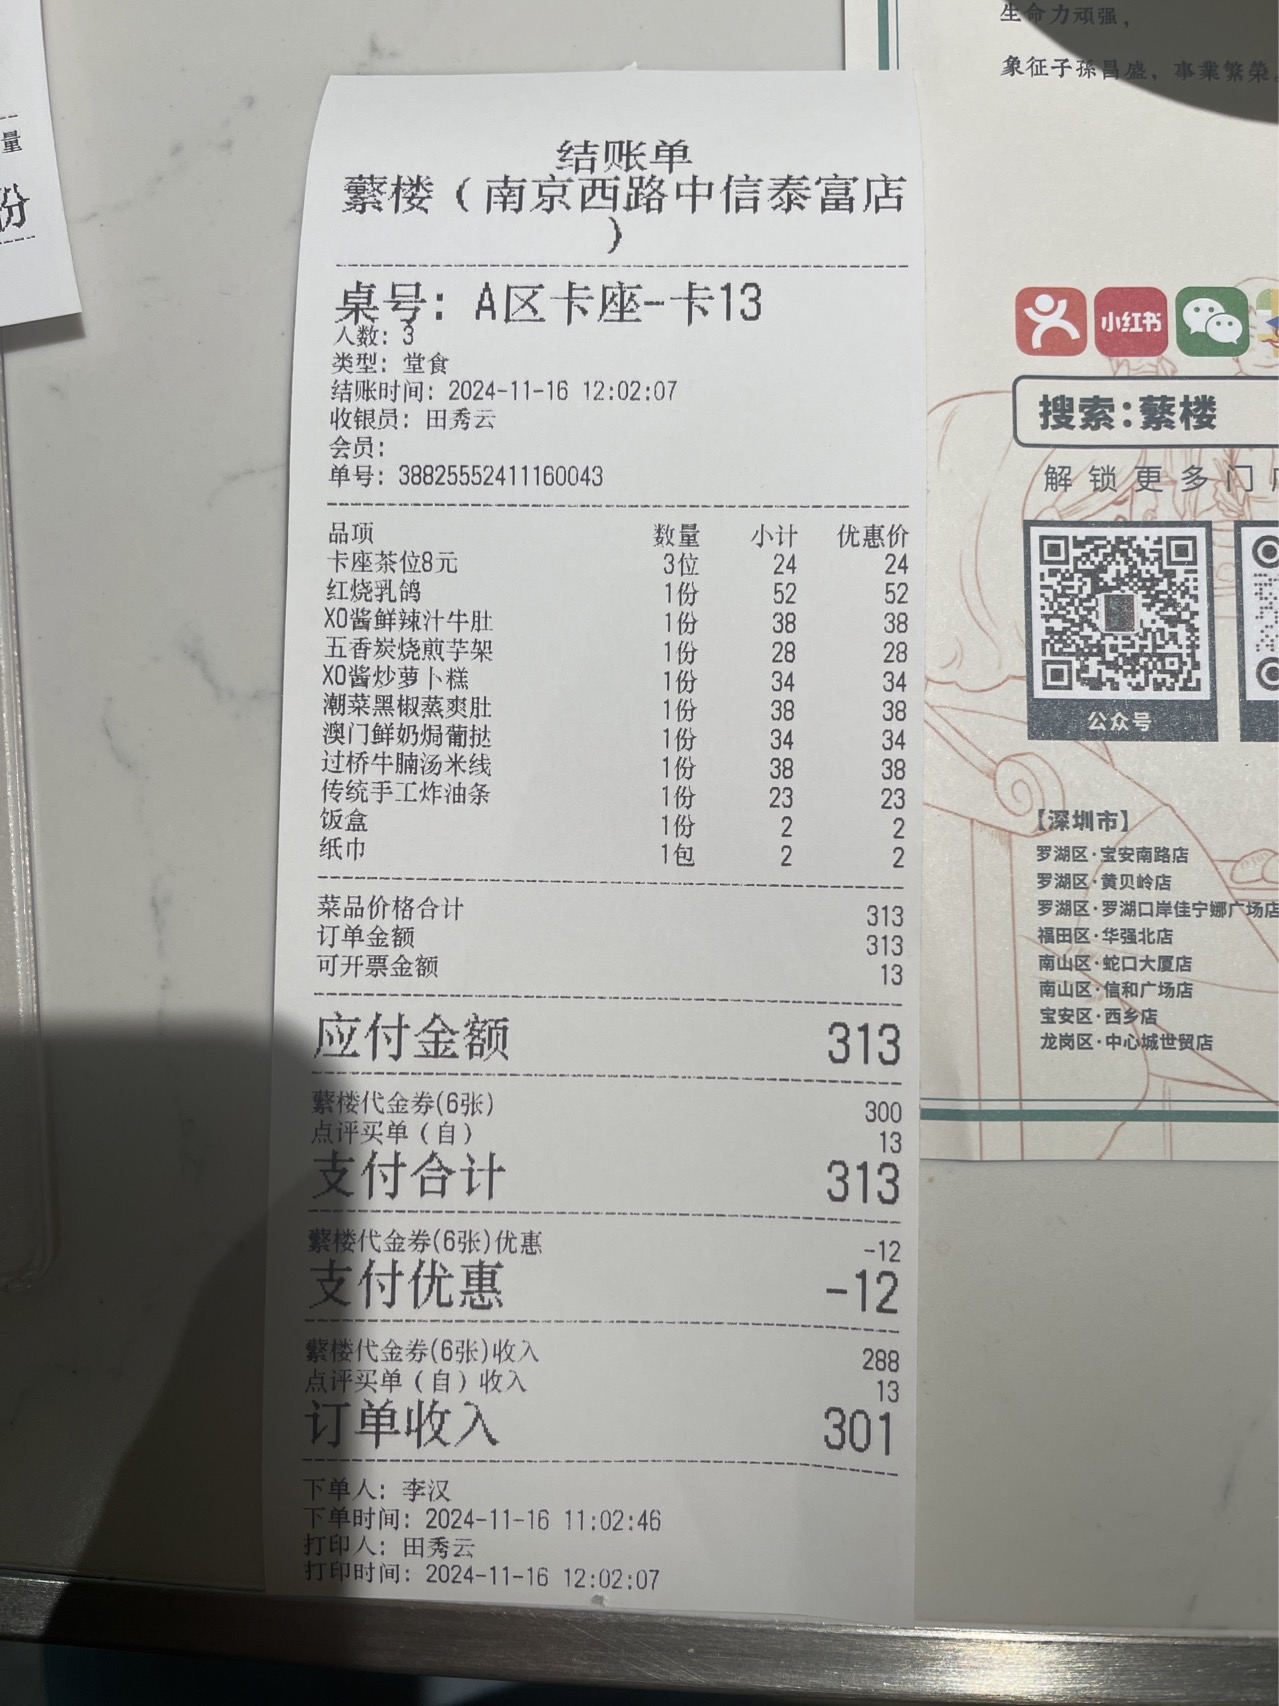 量
份
结账单
蘩楼（南京西路中信泰富店
）
桌号: A区卡座-卡13
人数: 3
类型: 堂食
结账时间: 2024-11-16 12:02:07
收银员: 田秀云
会员:
单号: 38825552411160043
品项 数量 小计 优惠价
卡座茶位8元 3位 24 24
红烧乳鸽 1份 52 52
XO酱鲜辣汁牛肚 1份 38 38
五香炭烧煎芋架 1份 28 28
XO酱炒萝卜糕 1份 34 34
潮菜黑椒蒸爽肚 1份 38 38
澳门鲜奶焗葡挞 1份 34 34
过桥牛腩汤米线 1份 38 38
传统手工炸油条 1份 23 23
饭盒 1份 2 2
纸巾 1包 2 2
菜品价格合计 313
订单金额 313
可开票金额 13
应付金额 313
蘩楼代金券(6张) 300
点评买单（自） 13
支付合计 313
蘩楼代金券(6张)优惠 -12
支付优惠 -12
蘩楼代金券(6张)收入 288
点评买单（自）收入 13
订单收入 301
下单人: 李汉
下单时间: 2024-11-16 11:02:46
打印人: 田秀云
打印时间: 2024-11-16 12:02:07
生命力頑强，
象征子孫昌盛，事業繁榮
小红书
搜索:蘩楼
解锁更多门
公众号
【深圳市】
罗湖区·宝安南路店
罗湖区·黄贝岭店
罗湖区·罗湖口岸佳宁娜广场店
福田区·华强北店
南山区·蛇口大厦店
南山区·信和广场店
宝安区·西乡店
龙岗区·中心城世贸店